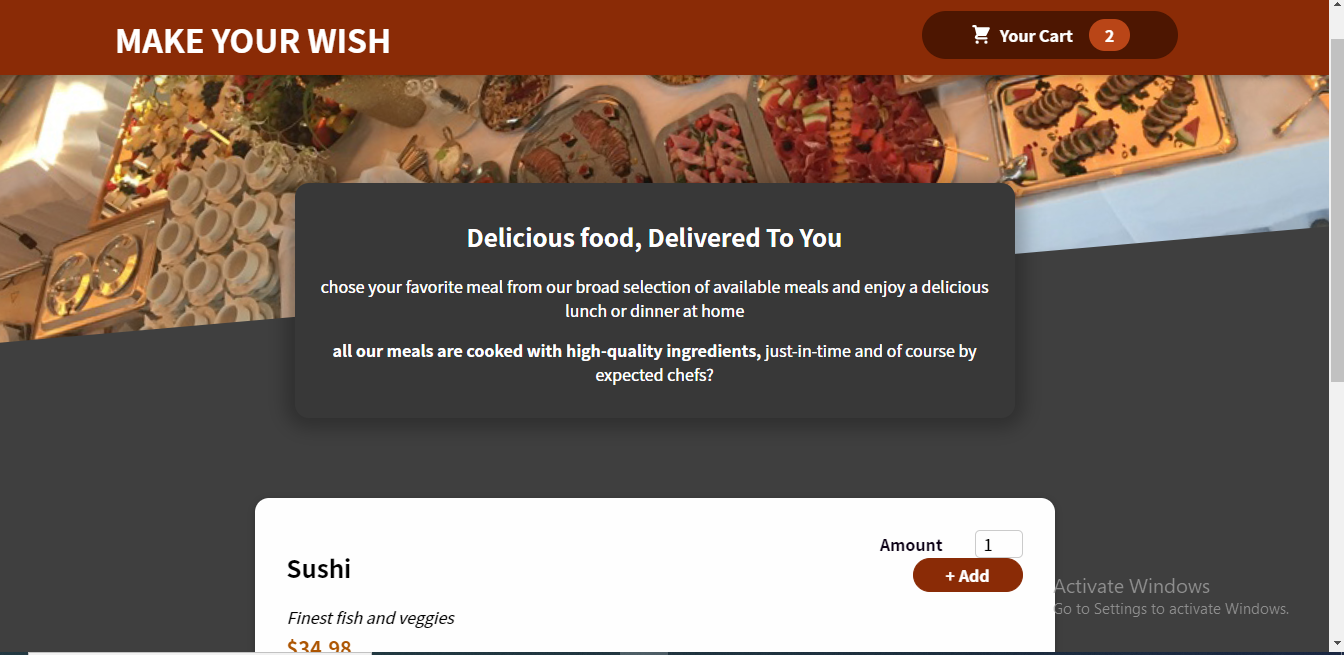 MAKE YOUR WISH
Your Cart 2
Delicious food, Delivered To You
chose your favorite meal from our broad selection of available meals and enjoy a delicious
lunch or dinner at home
all our meals are cooked with high-quality ingredients, just-in-time and of course by
expected chefs?
Amount 1
Sushi
+ Add
Finest fish and veggies
$34.98
Activate Windows
Go to Settings to activate Windows.